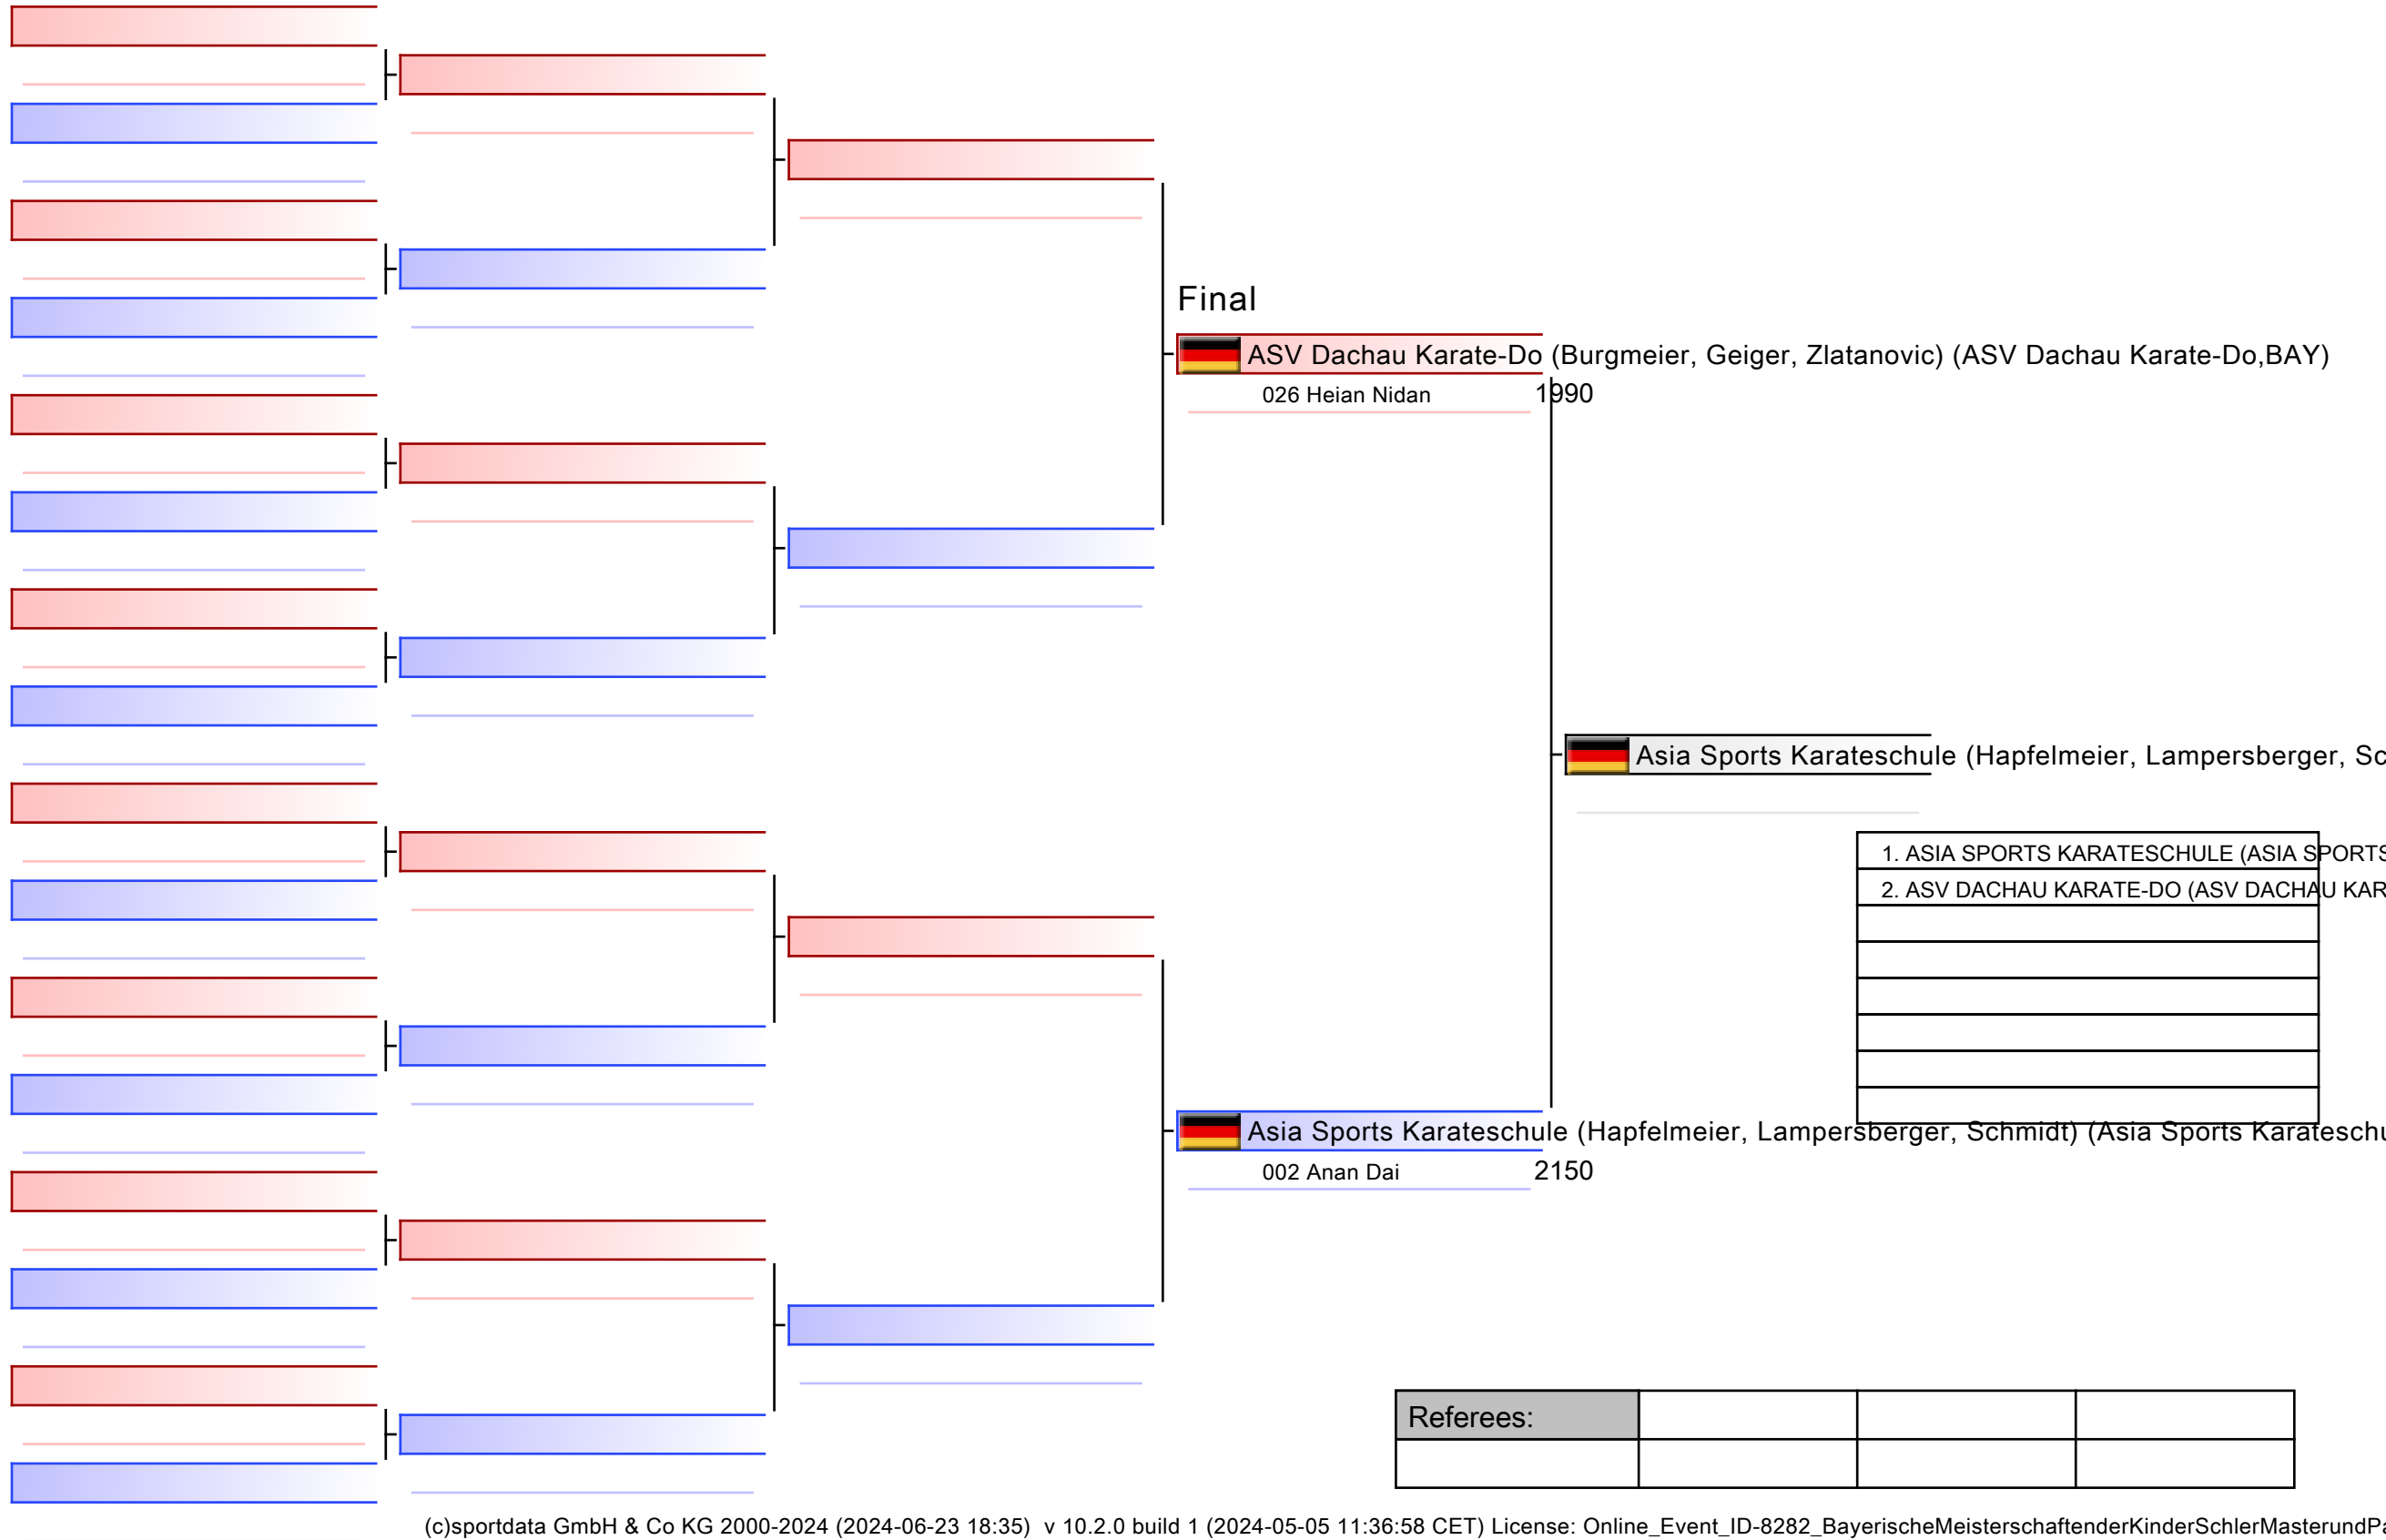 Final
ASV Dachau Karate-Do (Burgmeier, Geiger, Zlatanovic) (ASV Dachau Karate-Do,BAY)
026 Heian Nidan 1990
Asia Sports Karateschule (Hapfelmeier, Lampersberger, Sc
1. ASIA SPORTS KARATESCHULE (ASIA SPORTS
2. ASV DACHAU KARATE-DO (ASV DACHAU KAR
Asia Sports Karateschule (Hapfelmeier, Lampersberger, Schmidt) (Asia Sports Karateschu
002 Anan Dai 2150
Referees:
(c)sportdata GmbH & Co KG 2000-2024 (2024-06-23 18:35) v 10.2.0 build 1 (2024-05-05 11:36:58 CET) License: Online_Event_ID-8282_BayerischeMeisterschaftenderKinderSchlerMasterundPa